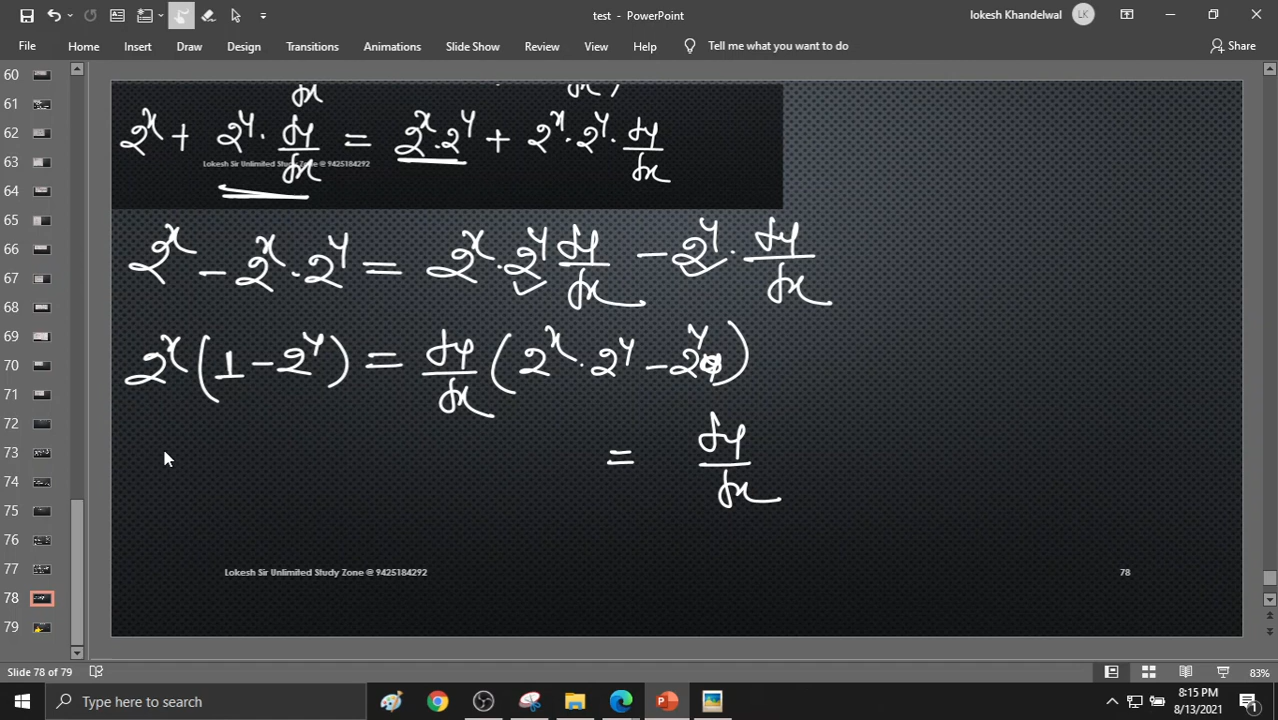 test - PowerPoint
lokesh Khandelwal
LK
File Home Insert Draw Design Transitions Animations Slide Show Review View Help Tell me what you want to do Share
60
61
62
63
64
65
66
67
68
69
70
71
72
73
74
75
76
77
78
79
dx
dx )
2^x + 2^y · dy/dx = 2^x · 2^y + 2^x · 2^y · dy/dx
Lokesh Sir Unlimited Study Zone @ 9425184292
2^x - 2^x · 2^y = 2^x · 2^y dy/dx - 2^y · dy/dx
2^x (1 - 2^y) = dy/dx (2^x · 2^y - 2^y)
= dy/dx
Lokesh Sir Unlimited Study Zone @ 9425184292
78
Slide 78 of 79
83%
Type here to search
8:15 PM
8/13/2021
1